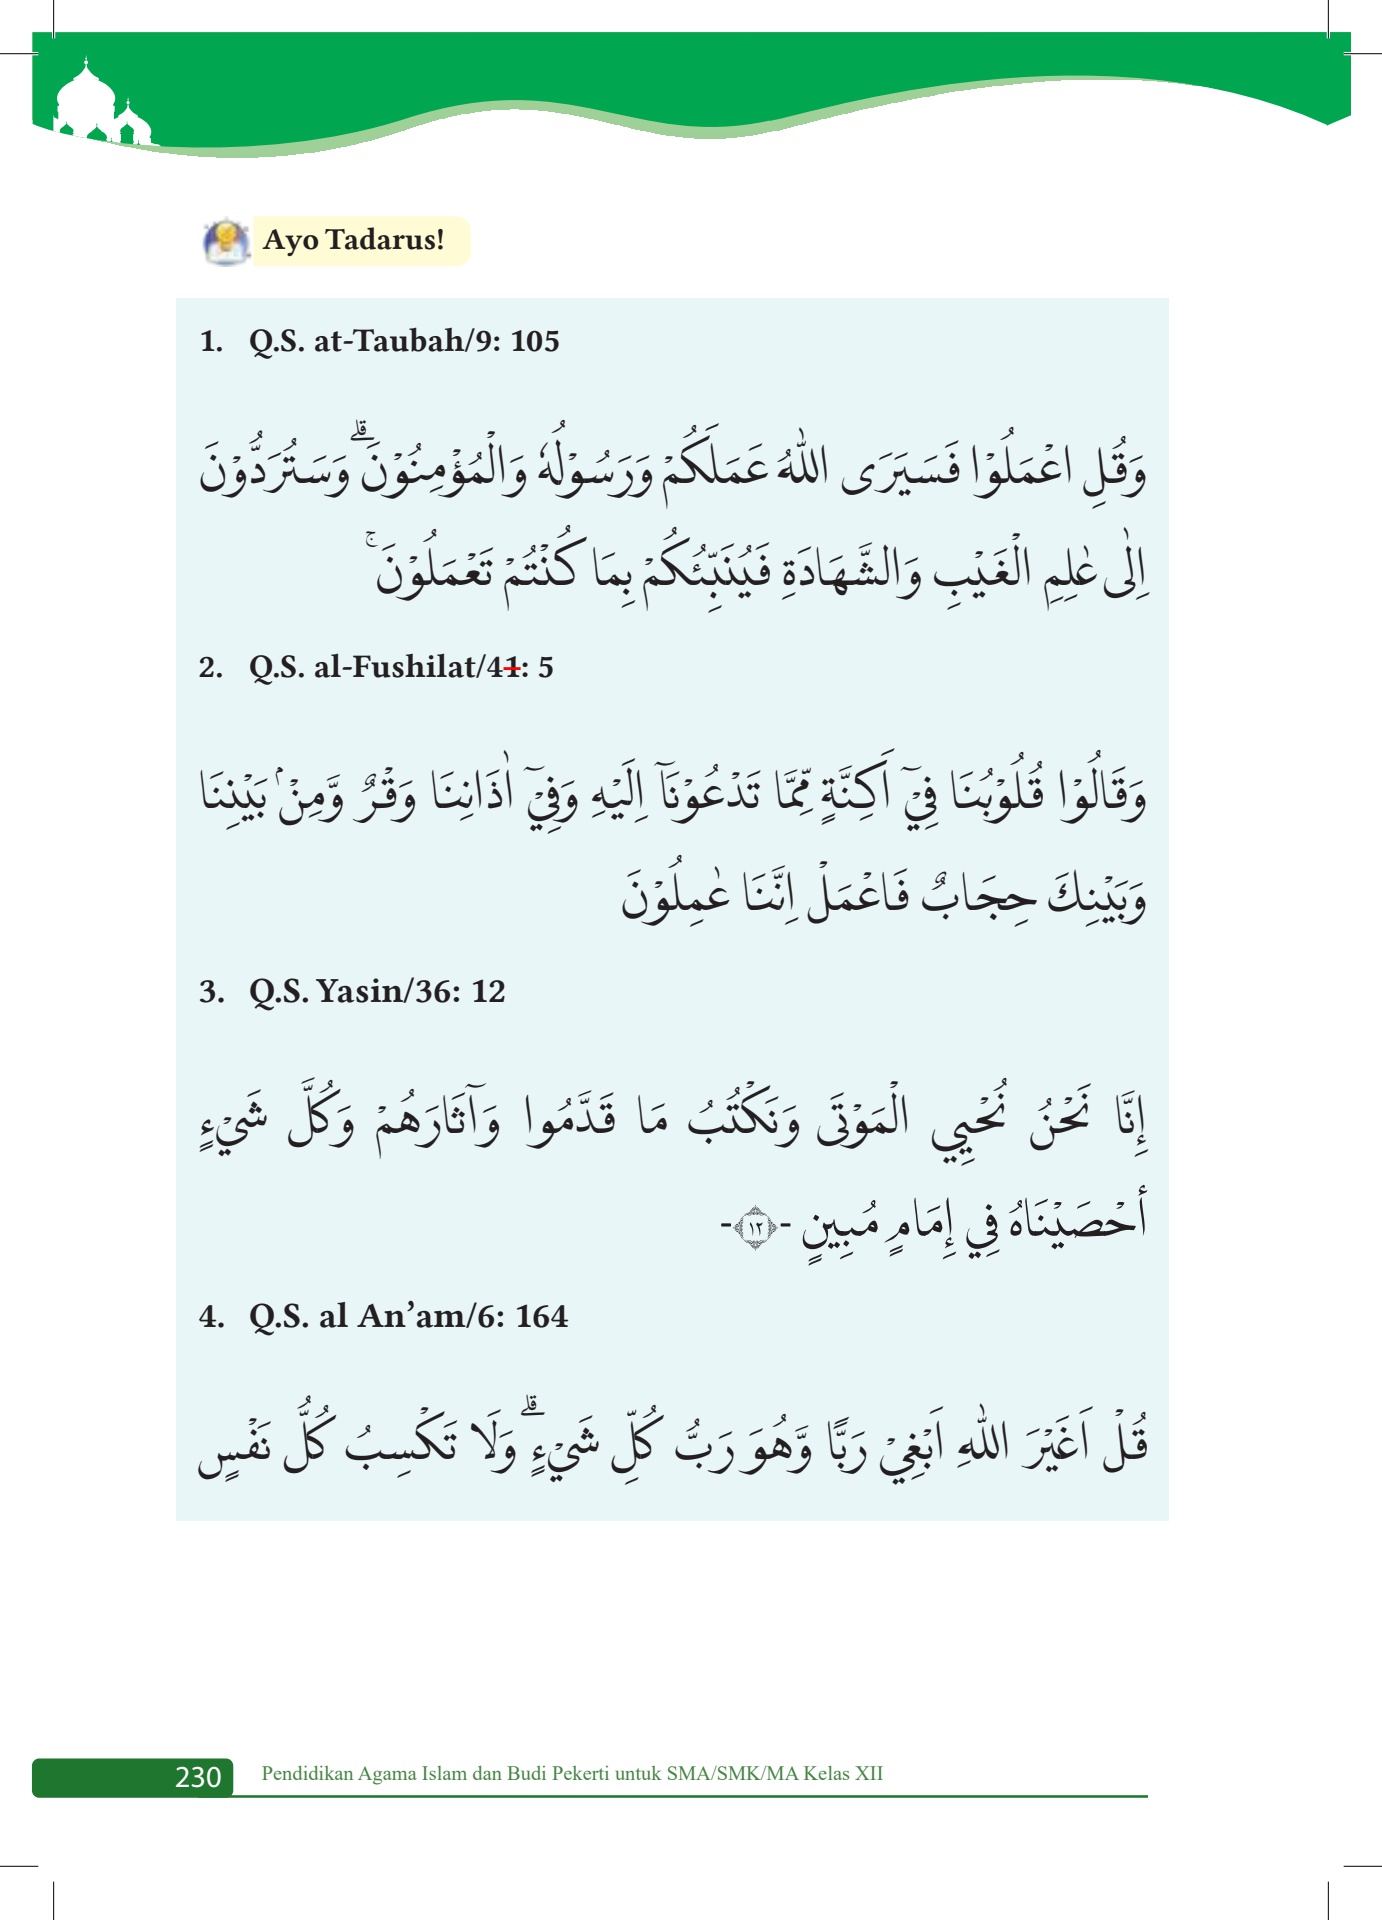 Ayo Tadarus!
1. Q.S. at-Taubah/9: 105
وَقُلِ اعْمَلُوْا فَسَيَرَى اللّٰهُ عَمَلَكُمْ وَرَسُوْلُهٗ وَالْمُؤْمِنُوْنَۗ وَسَتُرَدُّوْنَ
اِلٰى عٰلِمِ الْغَيْبِ وَالشَّهَادَةِ فَيُنَبِّئُكُمْ بِمَا كُنْتُمْ تَعْمَلُوْنَۚ
2. Q.S. al-Fushilat/41: 5
وَقَالُوْا قُلُوْبُنَا فِيْٓ اَكِنَّةٍ مِّمَّا تَدْعُوْنَآ اِلَيْهِ وَفِيْٓ اٰذَانِنَا وَقْرٌ وَّمِنْۢ بَيْنِنَا
وَبَيْنِكَ حِجَابٌ فَاعْمَلْ اِنَّنَا عٰمِلُوْنَ
3. Q.S. Yasin/36: 12
إِنَّا نَحْنُ نُحْيِي الْمَوْتَى وَنَكْتُبُ مَا قَدَّمُوا وَآثَارَهُمْ وَكُلَّ شَيْءٍ
أحْصَيْنَاهُ فِي إِمَامٍ مُبِينٍ -﴿١٢﴾-
4. Q.S. al An’am/6: 164
قُلْ اَغَيْرَ اللّٰهِ اَبْغِيْ رَبًّا وَّهُوَ رَبُّ كُلِّ شَيْءٍۗ وَلَا تَكْسِبُ كُلُّ نَفْسٍ
230 Pendidikan Agama Islam dan Budi Pekerti untuk SMA/SMK/MA Kelas XII